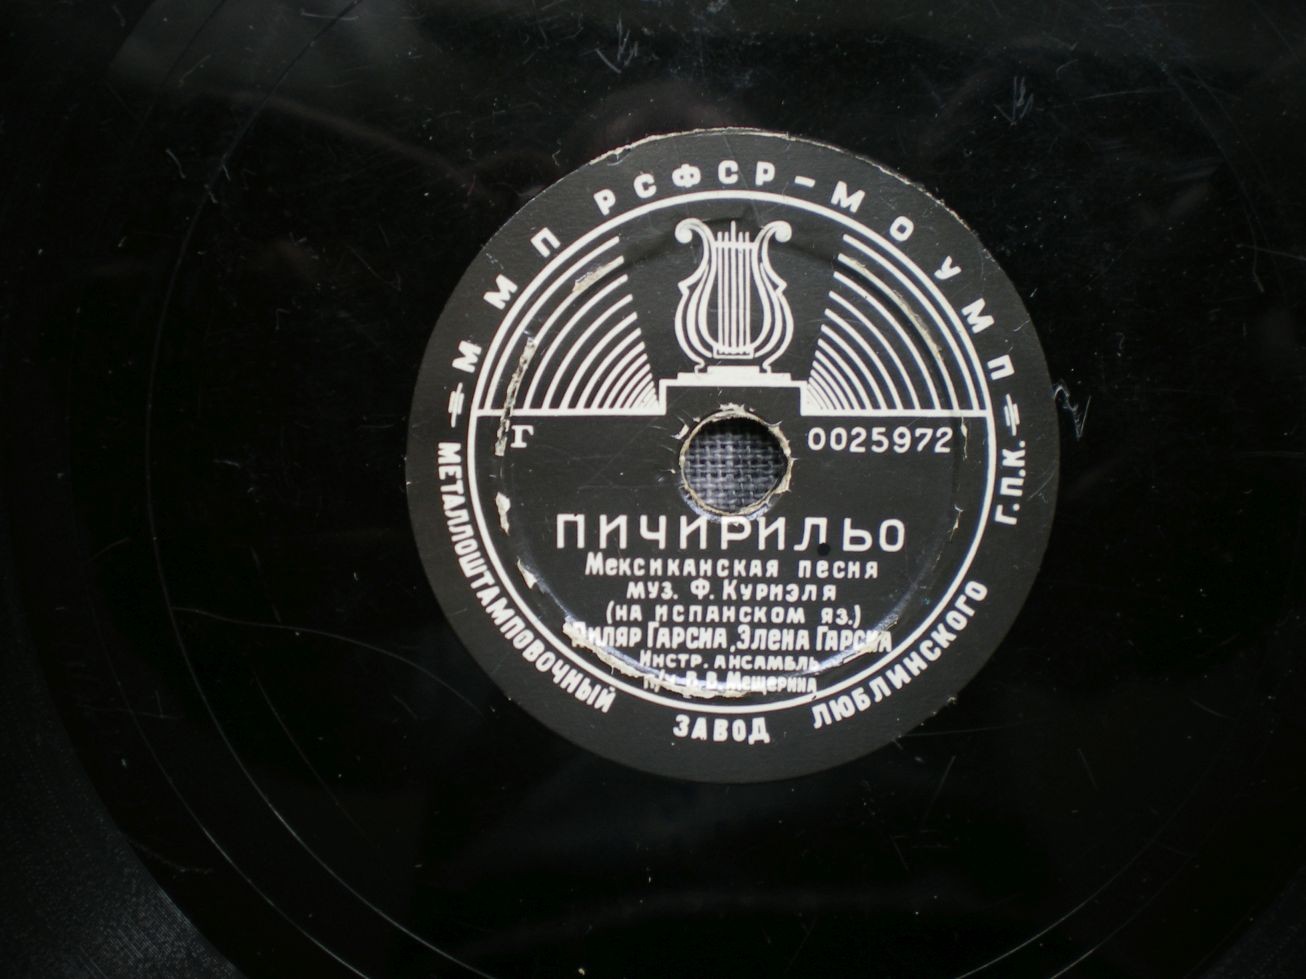 ММП РСФСР - МОУМП
Г 0025972
ПИЧИРИЛЬО
Мексиканская песня
муз. Ф. Куриэля
(на испанском яз.)
Пиляр Гарсиа, Элена Гарсиа
Инстр. ансамбль
п/у В. В. Мещерина
МЕТАЛЛОШТАМПОВОЧНЫЙ ЗАВОД ЛЮБЛИНСКОГО Г.П.К.